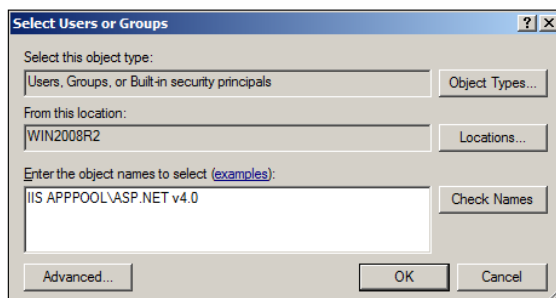 Select Users or Groups
Select this object type:
Users, Groups, or Built-in security principals
Object Types...
From this location:
WIN2008R2
Locations...
Enter the object names to select (examples):
IIS APPPOOL\ASP.NET v4.0
Check Names
Advanced...
OK
Cancel